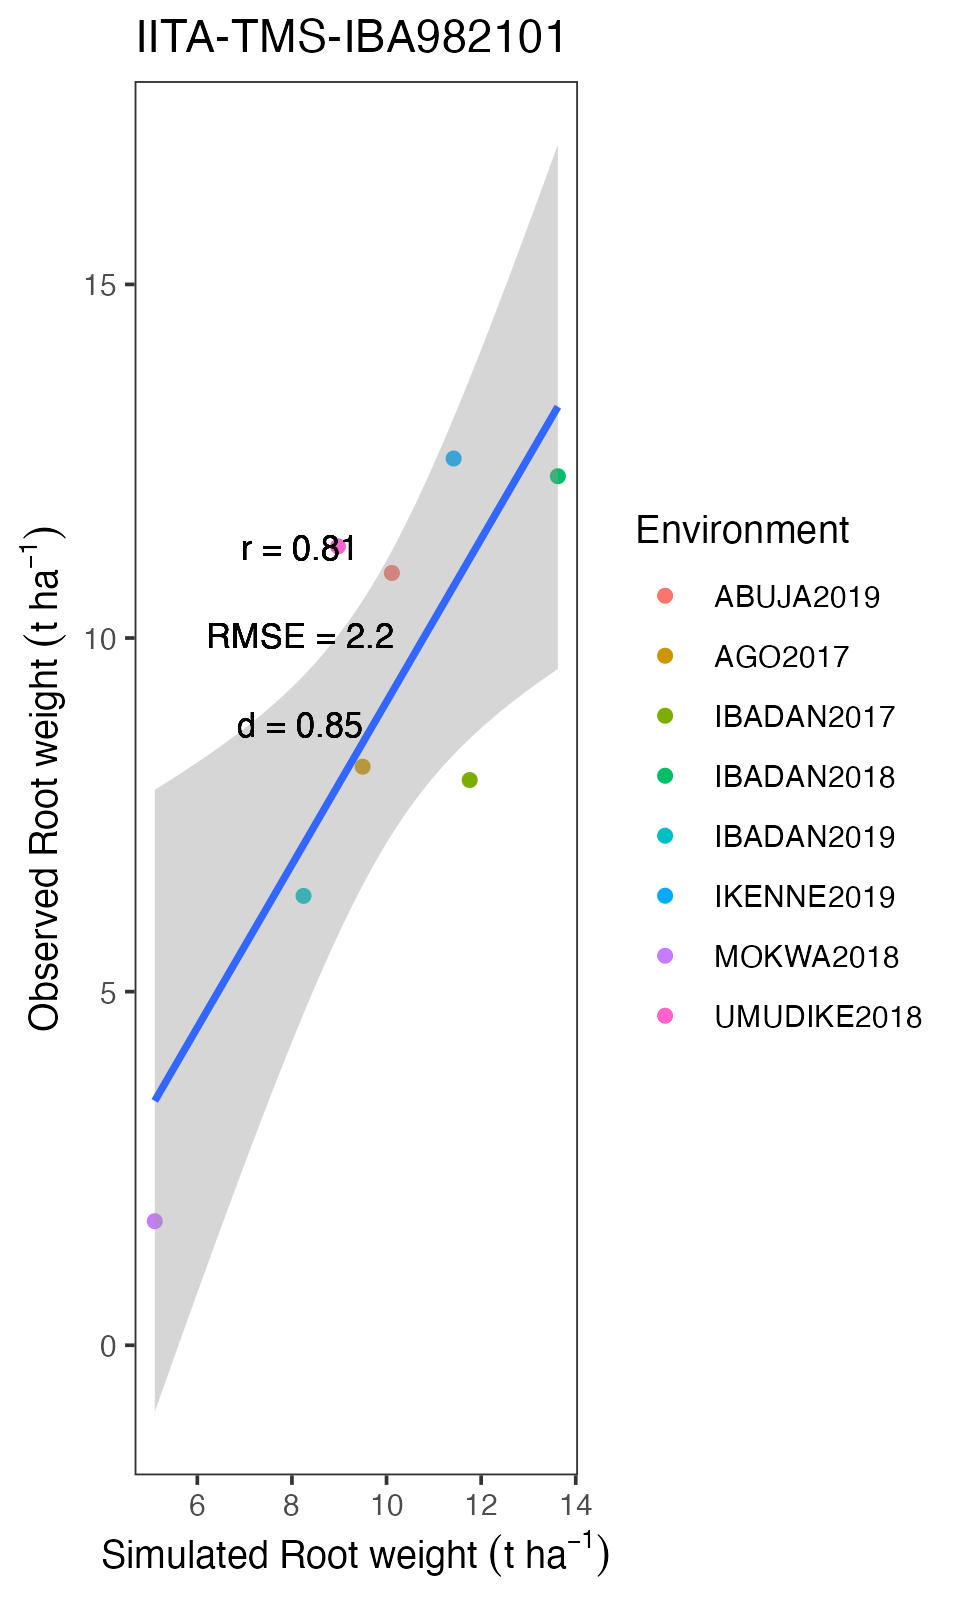 IITA-TMS-IBA982101
Observed Root weight (t ha⁻¹)
15
10
5
0
r = 0.81
RMSE = 2.2
d = 0.85
6 8 10 12 14
Simulated Root weight (t ha⁻¹)
Environment
ABUJA2019
AGO2017
IBADAN2017
IBADAN2018
IBADAN2019
IKENNE2019
MOKWA2018
UMUDIKE2018